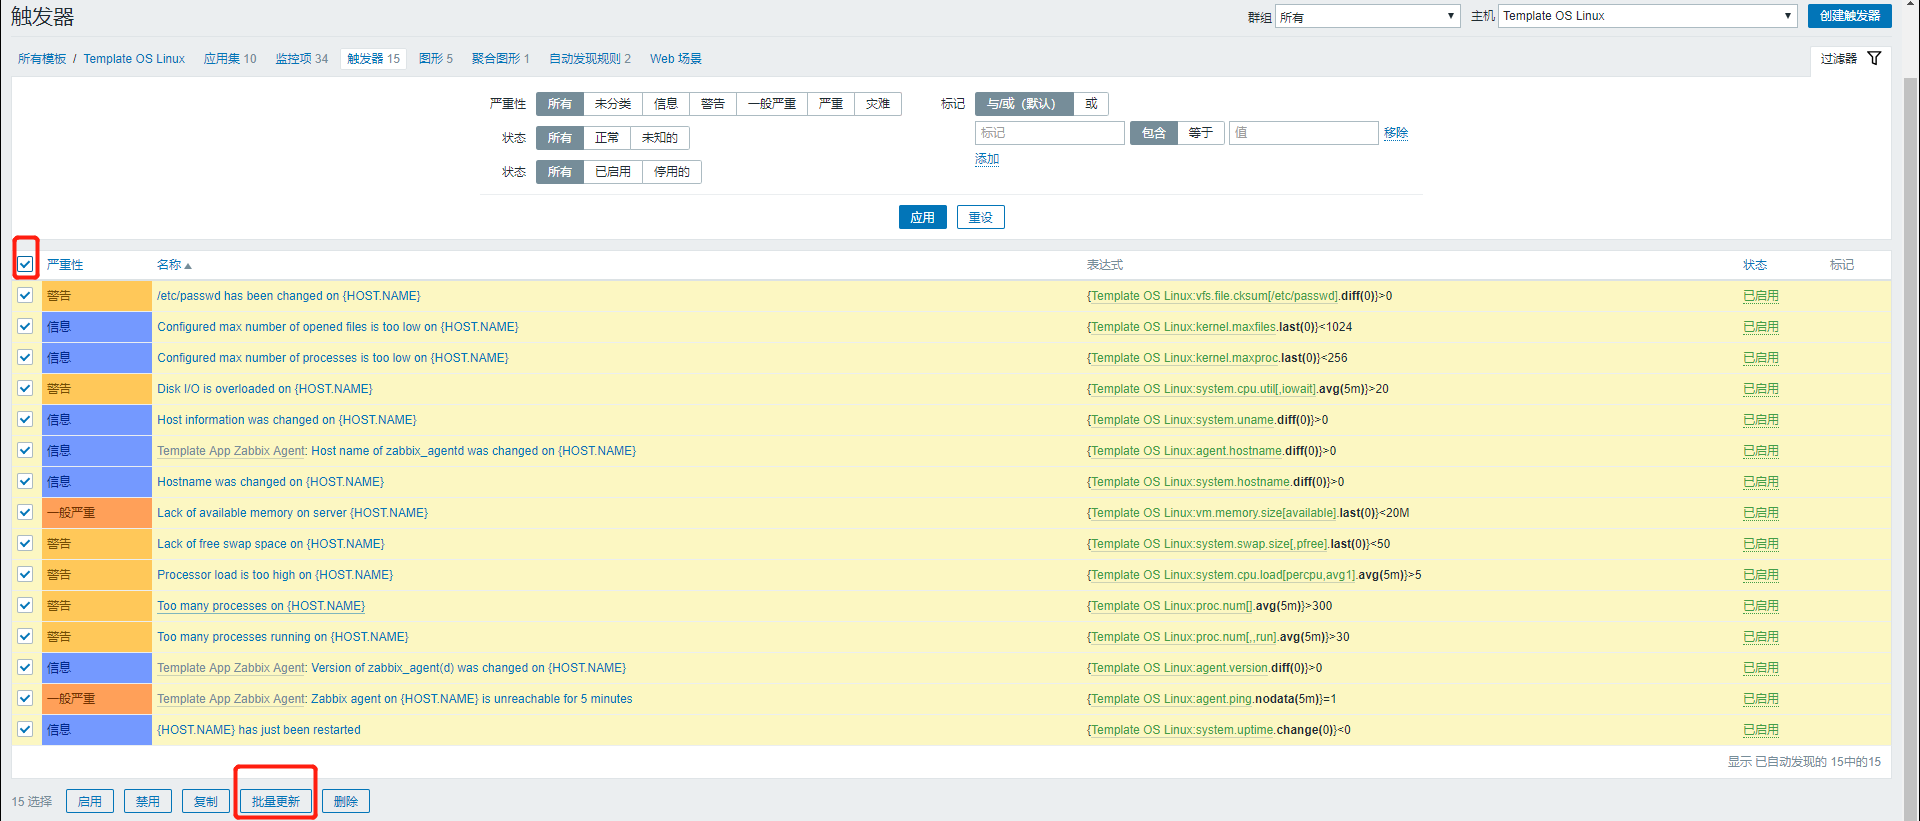 触发器 群组 所有 主机 Template OS Linux 创建触发器
所有模板 / Template OS Linux 应用集 10 监控项 34 触发器 15 图形 5 聚合图形 1 自动发现规则 2 Web 场景 过滤器
严重性 所有 未分类 信息 警告 一般严重 严重 灾难 标记 与/或（默认） 或
状态 所有 正常 未知的 标记 包含 等于 值 移除
添加
状态 所有 已启用 停用的
应用 重设
严重性 名称 表达式 状态 标记
警告 /etc/passwd has been changed on {HOST.NAME} {Template OS Linux:vfs.file.cksum[/etc/passwd].diff(0)}>0 已启用
信息 Configured max number of opened files is too low on {HOST.NAME} {Template OS Linux:kernel.maxfiles.last(0)}<1024 已启用
信息 Configured max number of processes is too low on {HOST.NAME} {Template OS Linux:kernel.maxproc.last(0)}<256 已启用
警告 Disk I/O is overloaded on {HOST.NAME} {Template OS Linux:system.cpu.util[,iowait].avg(5m)}>20 已启用
信息 Host information was changed on {HOST.NAME} {Template OS Linux:system.uname.diff(0)}>0 已启用
信息 Template App Zabbix Agent: Host name of zabbix_agentd was changed on {HOST.NAME} {Template OS Linux:agent.hostname.diff(0)}>0 已启用
信息 Hostname was changed on {HOST.NAME} {Template OS Linux:system.hostname.diff(0)}>0 已启用
一般严重 Lack of available memory on server {HOST.NAME} {Template OS Linux:vm.memory.size[available].last(0)}<20M 已启用
警告 Lack of free swap space on {HOST.NAME} {Template OS Linux:system.swap.size[,pfree].last(0)}<50 已启用
警告 Processor load is too high on {HOST.NAME} {Template OS Linux:system.cpu.load[percpu,avg1].avg(5m)}>5 已启用
警告 Too many processes on {HOST.NAME} {Template OS Linux:proc.num[].avg(5m)}>300 已启用
警告 Too many processes running on {HOST.NAME} {Template OS Linux:proc.num[,,run].avg(5m)}>30 已启用
信息 Template App Zabbix Agent: Version of zabbix_agent(d) was changed on {HOST.NAME} {Template OS Linux:agent.version.diff(0)}>0 已启用
一般严重 Template App Zabbix Agent: Zabbix agent on {HOST.NAME} is unreachable for 5 minutes {Template OS Linux:agent.ping.nodata(5m)}=1 已启用
信息 {HOST.NAME} has just been restarted {Template OS Linux:system.uptime.change(0)}<0 已启用
显示 已自动发现的 15中的15
15 选择 启用 禁用 复制 批量更新 删除